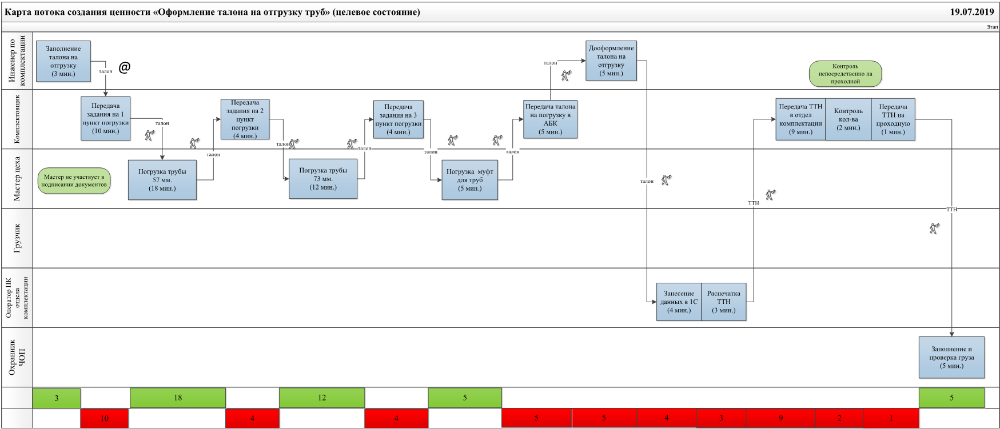 Карта потока создания ценности «Оформление талона на отгрузку труб» (целевое состояние)
19.07.2019
Этап
Инженер по
комплектации
Заполнение
талона на
отгрузку
(3 мин.)
талон
@
талон
Дооформление
талона на
отгрузку
(5 мин.)
Контроль
непосредственно на
проходной
Комплектовщик
Передача
задания на 1
пункт погрузки
(10 мин.)
талон
Передача
задания на 2
пункт
погрузки
(4 мин.)
талон
Передача
задания на 3
пункт погрузки
(4 мин.)
Передача талона
на погрузку в
АБК
(5 мин.)
Передача ТТН
в отдел
комплектации
(9 мин.)
Контроль
кол-ва
(2 мин.)
Передача
ТТН на
проходную
(1 мин.)
Мастер цеха
Мастер не участвует в
подписании документов
Погрузка трубы
57 мм.
(18 мин.)
талон
Погрузка трубы
73 мм.
(12 мин.)
талон
талон
Погрузка муфт
для труб
(5 мин.)
талон
талон
ТТН
ТТН
Грузчик
Оператор ПК
отдела
комплектации
Занесение
данных в 1С
(4 мин.)
Распечатка
ТТН
(3 мин.)
Охранник
ЧОП
Заполнение и
проверка груза
(5 мин.)
3
18
12
5
5
10
4
4
5
5
4
3
9
2
1